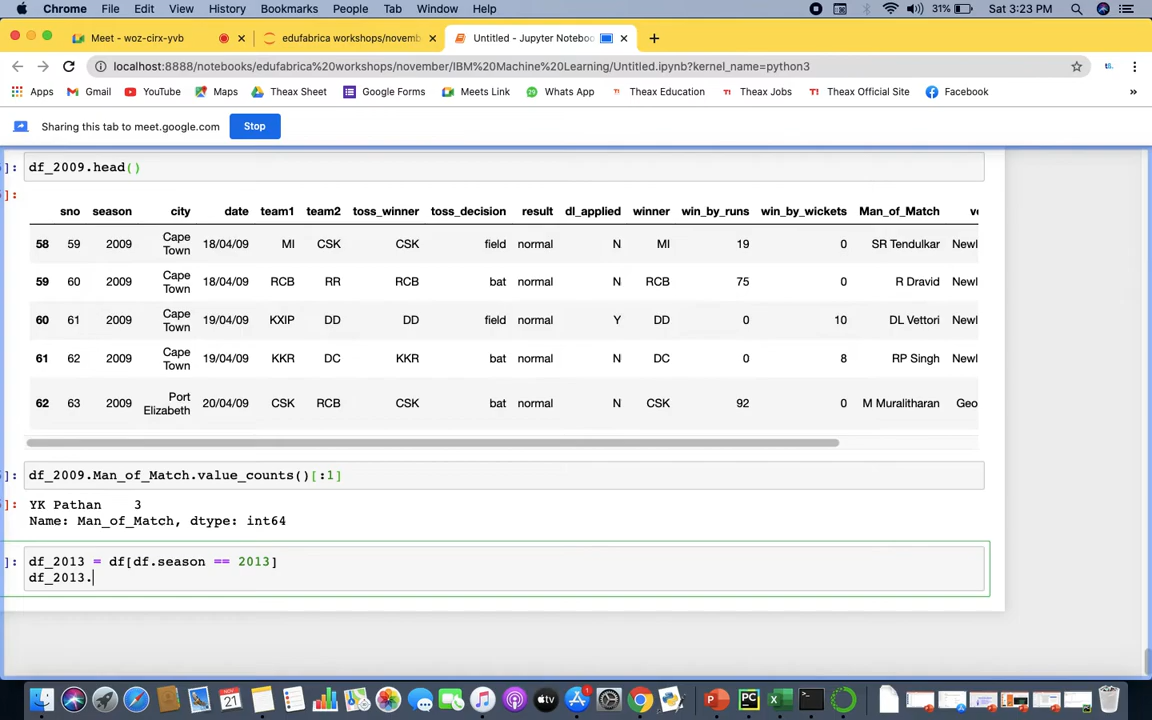 Chrome File Edit View History Bookmarks People Tab Window Help 31% Sat 3:23 PM
Meet - woz-cirx-yvb edufabrica workshops/novem Untitled - Jupyter Noteboo
localhost:8888/notebooks/edufabrica%20workshops/november/IBM%20Machine%20Learning/Untitled.ipynb?kernel_name=python3
Apps Gmail YouTube Maps Theax Sheet Google Forms Meets Link Whats App Theax Education Theax Jobs Theax Official Site Facebook »
Sharing this tab to meet.google.com Stop
]: df_2009.head()
]:
sno season city date team1 team2 toss_winner toss_decision result dl_applied winner win_by_runs win_by_wickets Man_of_Match
58 59 2009 Cape Town 18/04/09 MI CSK CSK field normal N MI 19 0 SR Tendulkar Newl
59 60 2009 Cape Town 18/04/09 RCB RR RCB bat normal N RCB 75 0 R Dravid Newl
60 61 2009 Cape Town 19/04/09 KXIP DD DD field normal Y DD 0 10 DL Vettori Newl
61 62 2009 Cape Town 19/04/09 KKR DC KKR bat normal N DC 0 8 RP Singh Newl
62 63 2009 Port Elizabeth 20/04/09 CSK RCB CSK bat normal N CSK 92 0 M Muralitharan Geo
]: df_2009.Man_of_Match.value_counts()[:1]
]: YK Pathan 3
Name: Man_of_Match, dtype: int64
]: df_2013 = df[df.season == 2013]
df_2013.